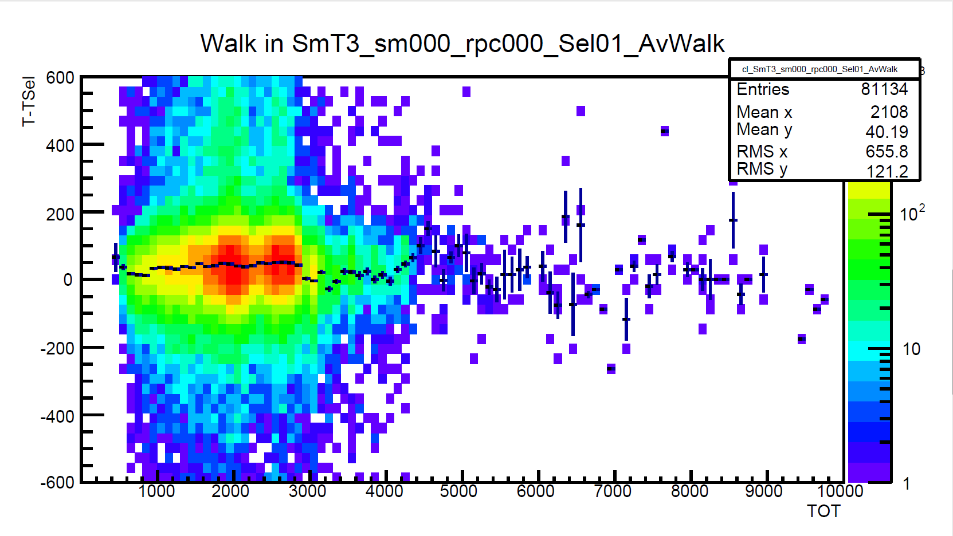 Walk in SmT3_sm000_rpc000_Sel01_AvWalk
cl_SmT3_sm000_rpc000_Sel01_AvWalk
Entries 81134
Mean x 2108
Mean y 40.19
RMS x 655.8
RMS y 121.2
T-TSel
600
400
200
0
-200
-400
-600
1000 2000 3000 4000 5000 6000 7000 8000 9000 10000
TOT
3
10²
10
1